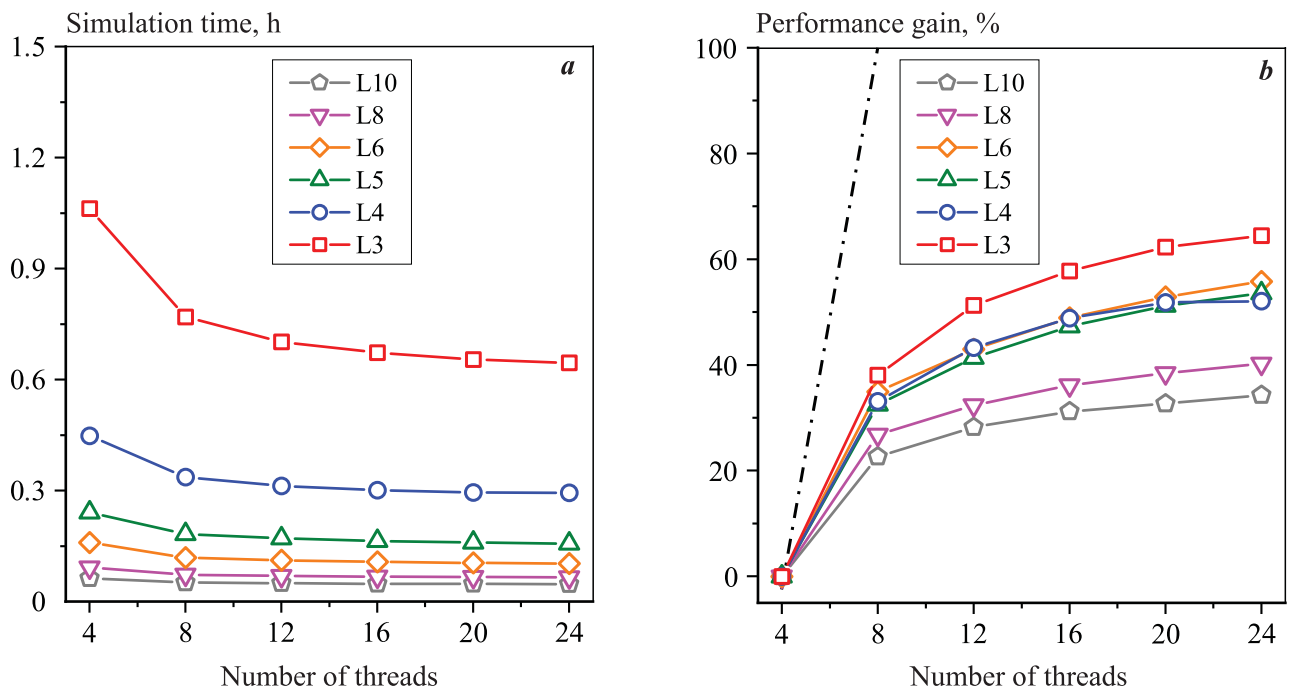 Simulation time, h
a
1.5
1.2
0.9
0.6
0.3
0
L10
L8
L6
L5
L4
L3
4 8 12 16 20 24
Number of threads
Performance gain, %
b
100
80
60
40
20
0
L10
L8
L6
L5
L4
L3
4 8 12 16 20 24
Number of threads